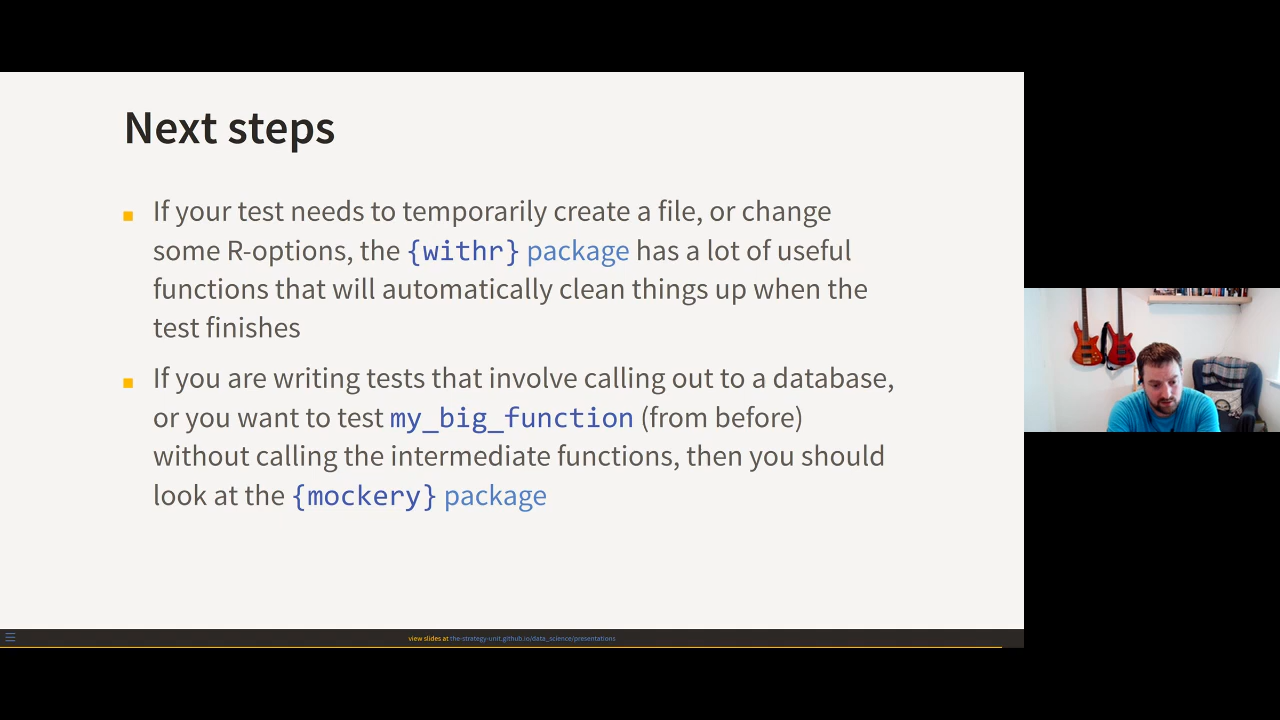 Next steps
If your test needs to temporarily create a file, or change
some R-options, the {withr} package has a lot of useful
functions that will automatically clean things up when the
test finishes
If you are writing tests that involve calling out to a database,
or you want to test my_big_function (from before)
without calling the intermediate functions, then you should
look at the {mockery} package
view slides at the-strategy-unit.github.io/data_science/presentations